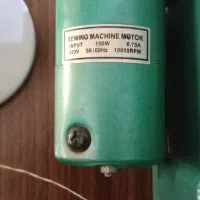 SEWING MACHINE MOTOR
INPUT 150W 0.75A
220V 50/60Hz 10000RPM